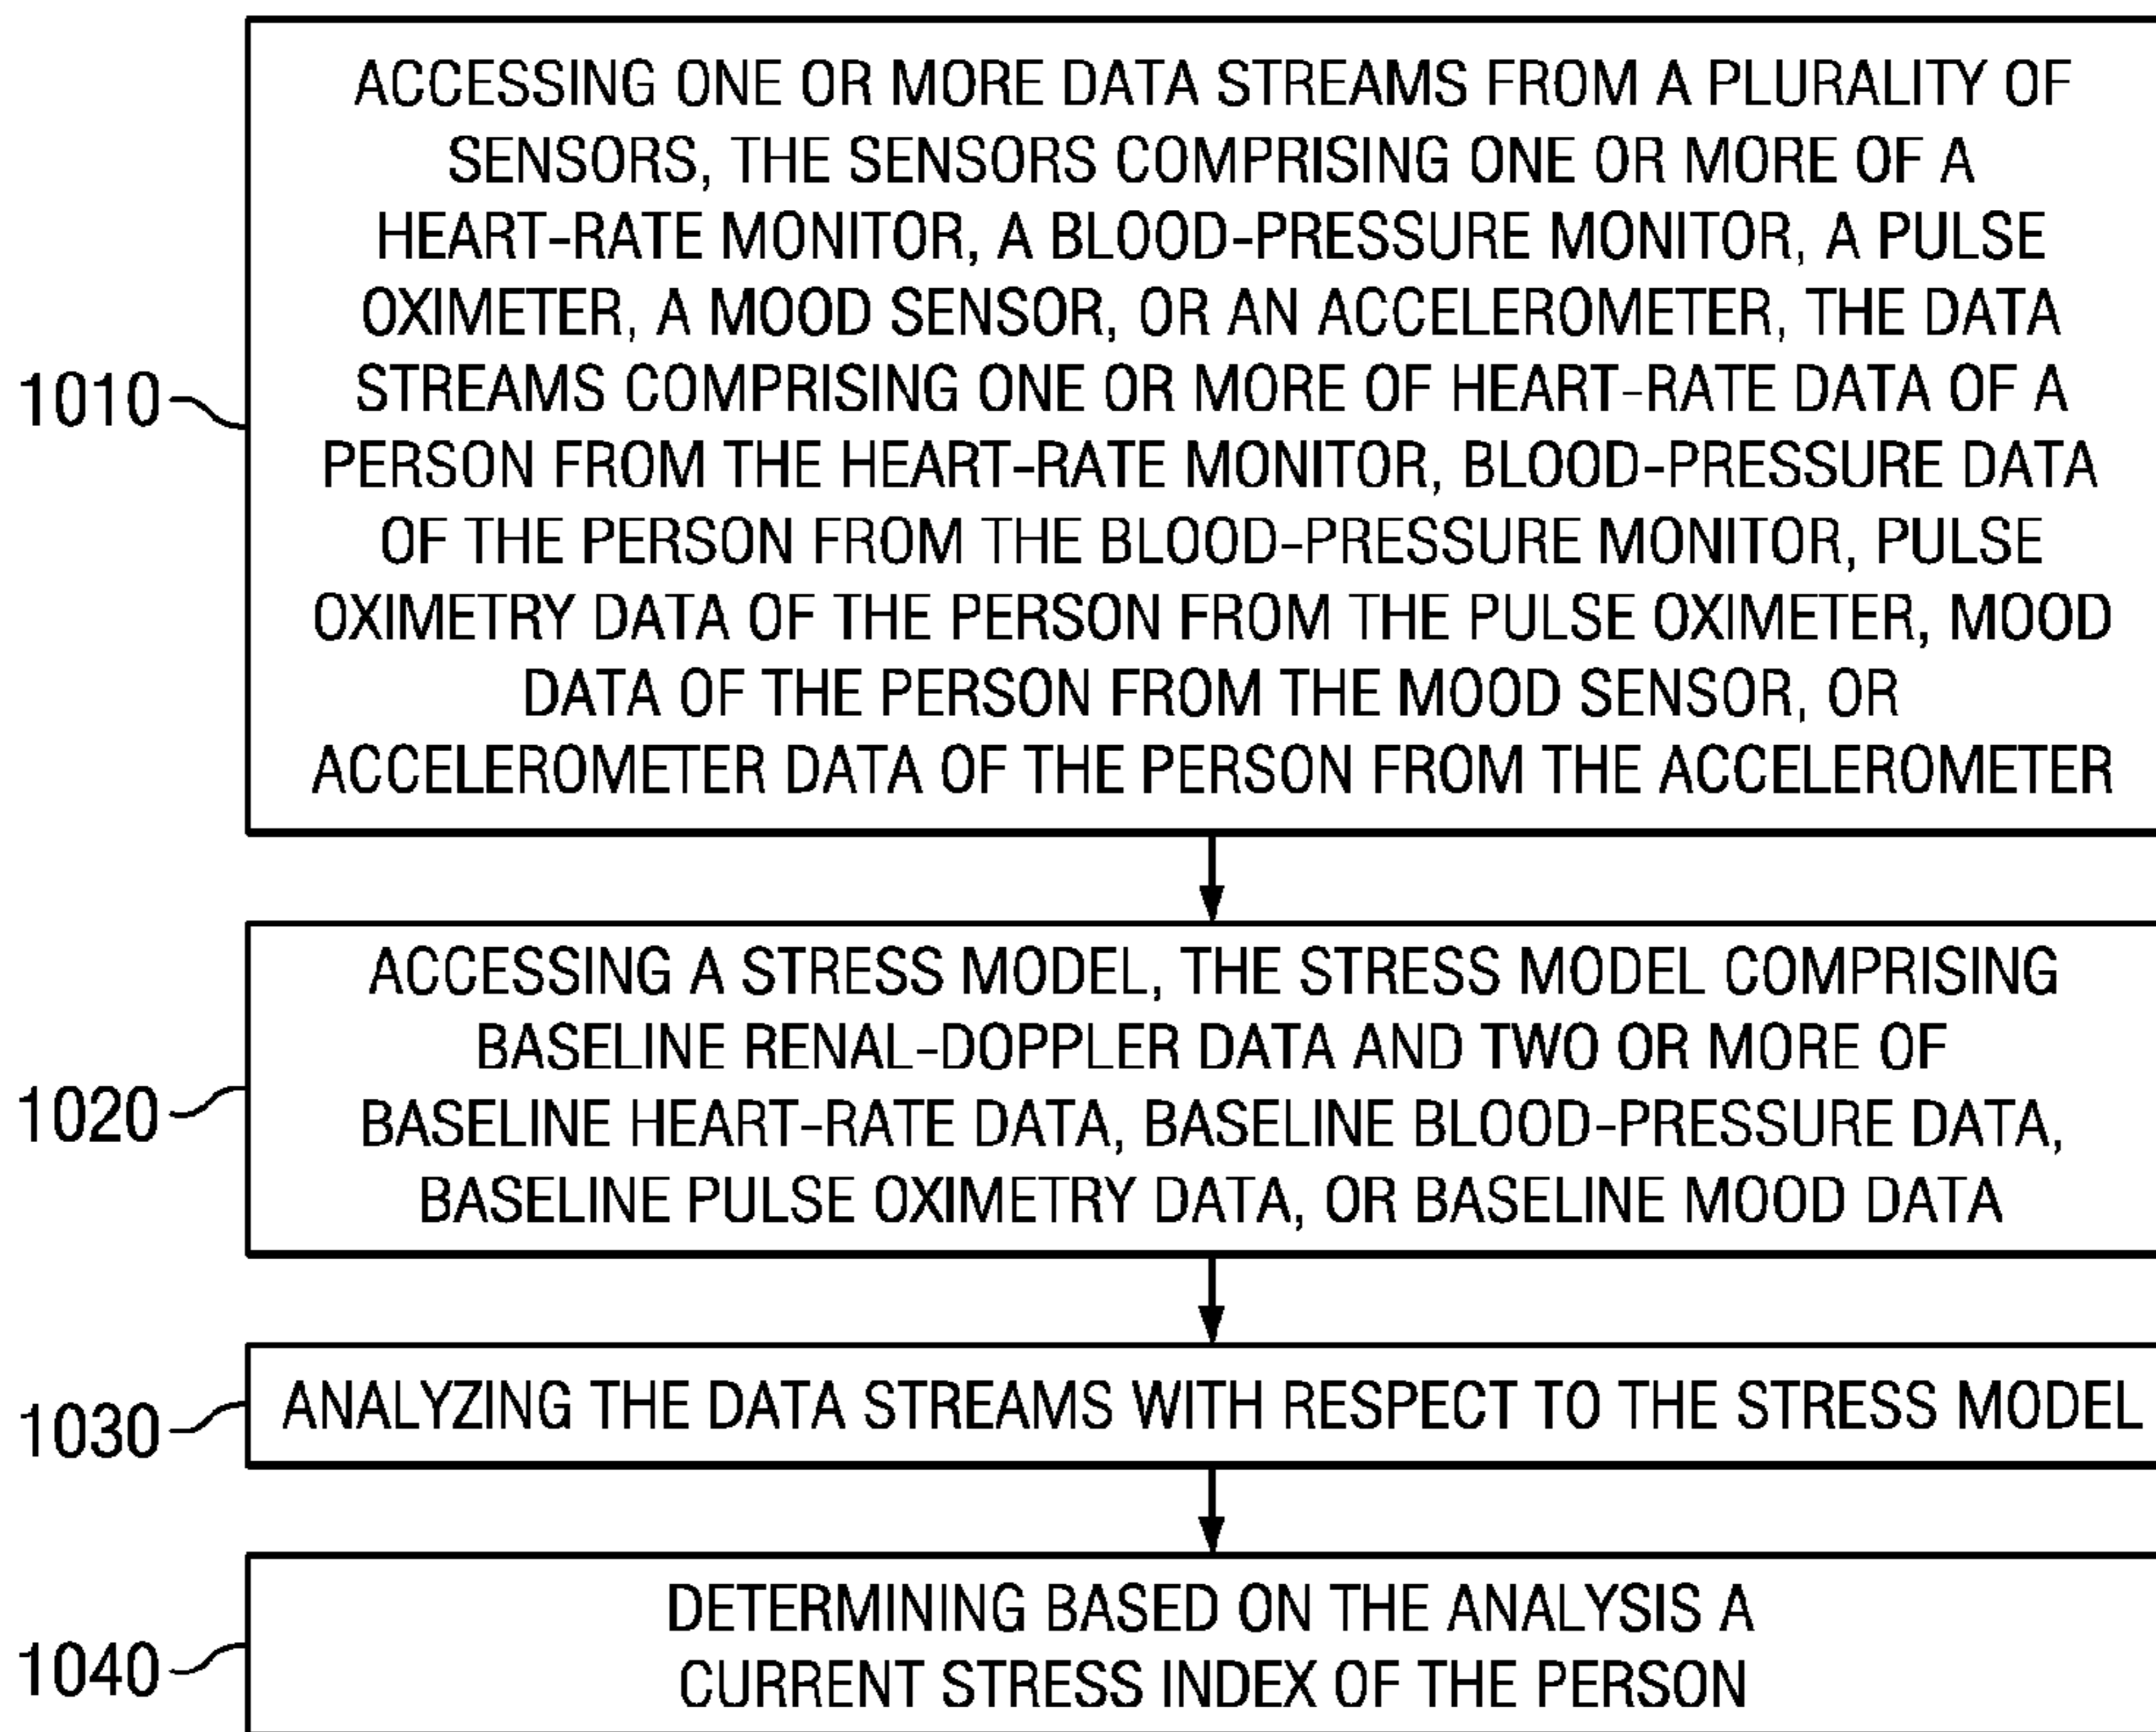 ACCESSING ONE OR MORE DATA STREAMS FROM A PLURALITY OF
SENSORS, THE SENSORS COMPRISING ONE OR MORE OF A
HEART-RATE MONITOR, A BLOOD-PRESSURE MONITOR, A PULSE
OXIMETER, A MOOD SENSOR, OR AN ACCELEROMETER, THE DATA
STREAMS COMPRISING ONE OR MORE OF HEART-RATE DATA OF A
PERSON FROM THE HEART-RATE MONITOR, BLOOD-PRESSURE DATA
OF THE PERSON FROM THE BLOOD-PRESSURE MONITOR, PULSE
OXIMETRY DATA OF THE PERSON FROM THE PULSE OXIMETER, MOOD
DATA OF THE PERSON FROM THE MOOD SENSOR, OR
ACCELEROMETER DATA OF THE PERSON FROM THE ACCELEROMETER
1010
ACCESSING A STRESS MODEL, THE STRESS MODEL COMPRISING
BASELINE RENAL-DOPPLER DATA AND TWO OR MORE OF
BASELINE HEART-RATE DATA, BASELINE BLOOD-PRESSURE DATA,
BASELINE PULSE OXIMETRY DATA, OR BASELINE MOOD DATA
1020
ANALYZING THE DATA STREAMS WITH RESPECT TO THE STRESS MODEL
1030
DETERMINING BASED ON THE ANALYSIS A
CURRENT STRESS INDEX OF THE PERSON
1040